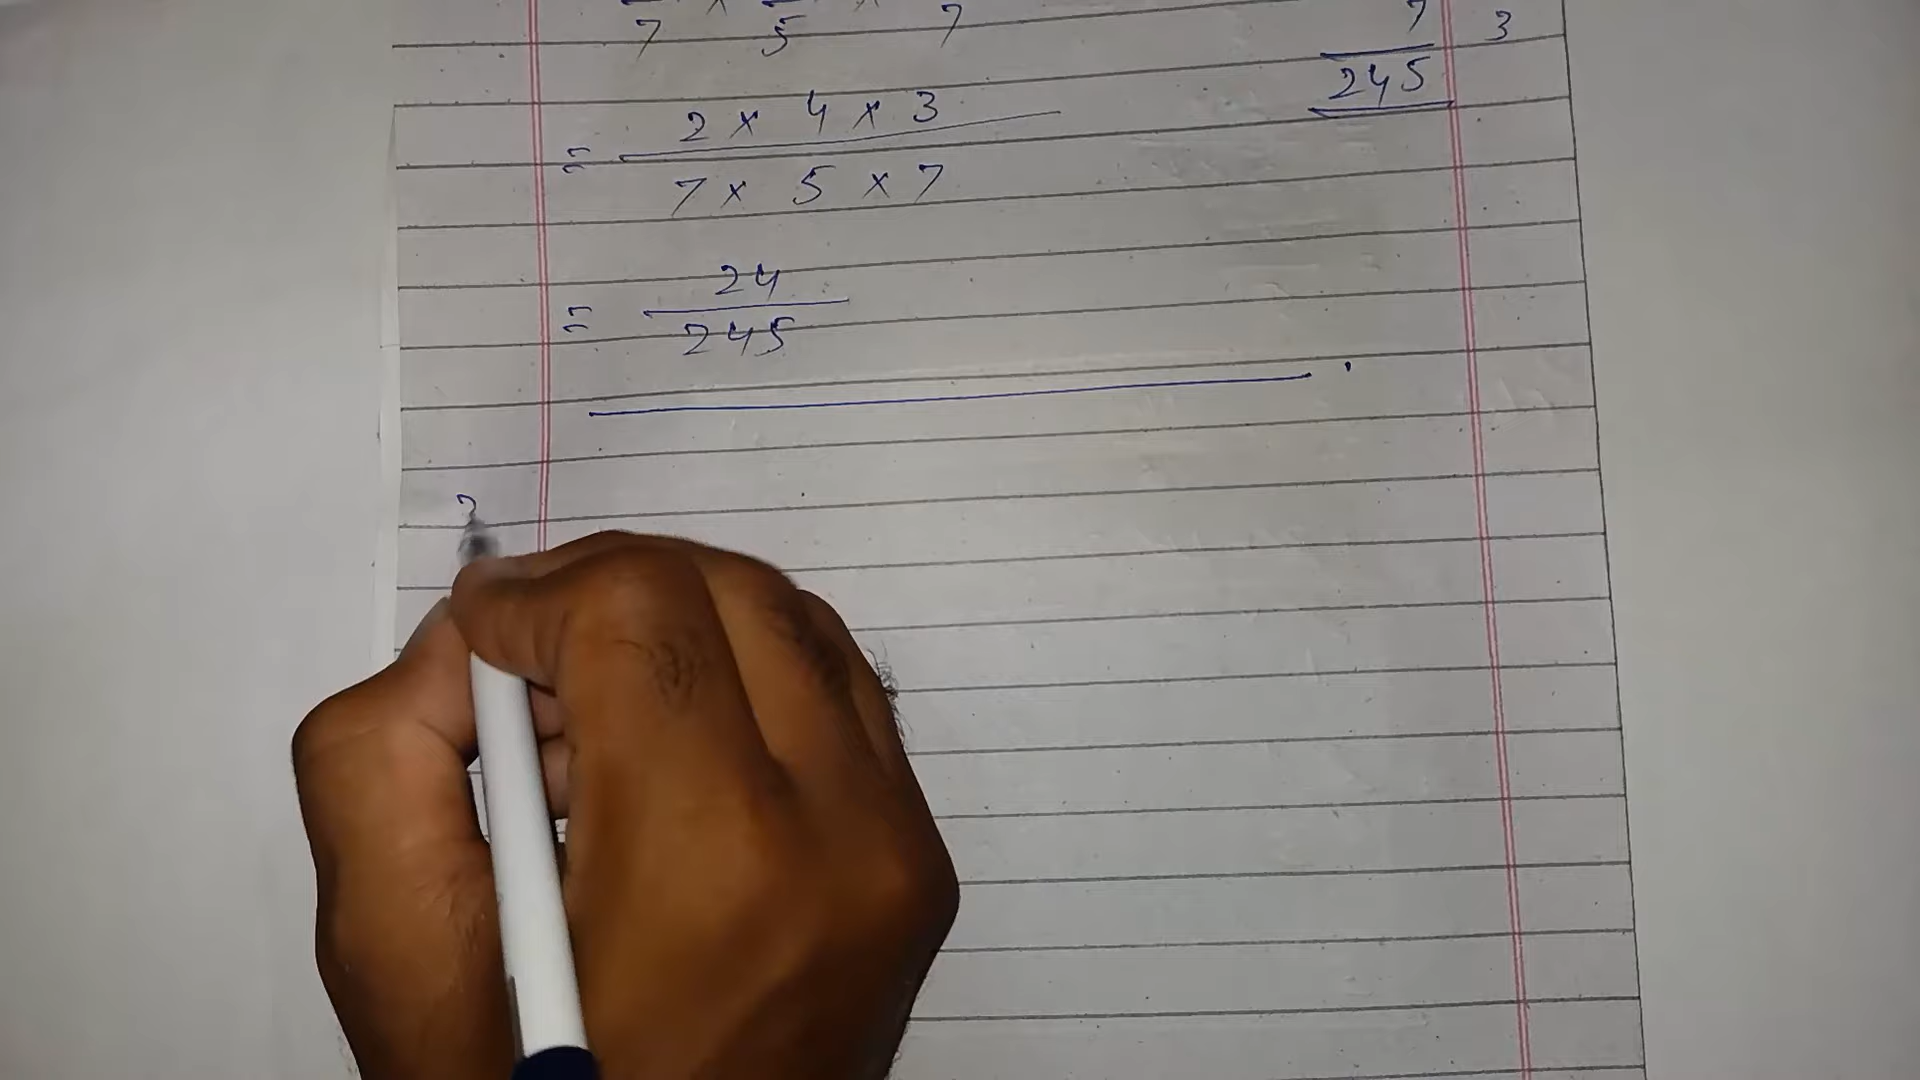 7 × 5 × 7
7 3
245
= 2 × 4 × 3
7 × 5 × 7
= 24
245